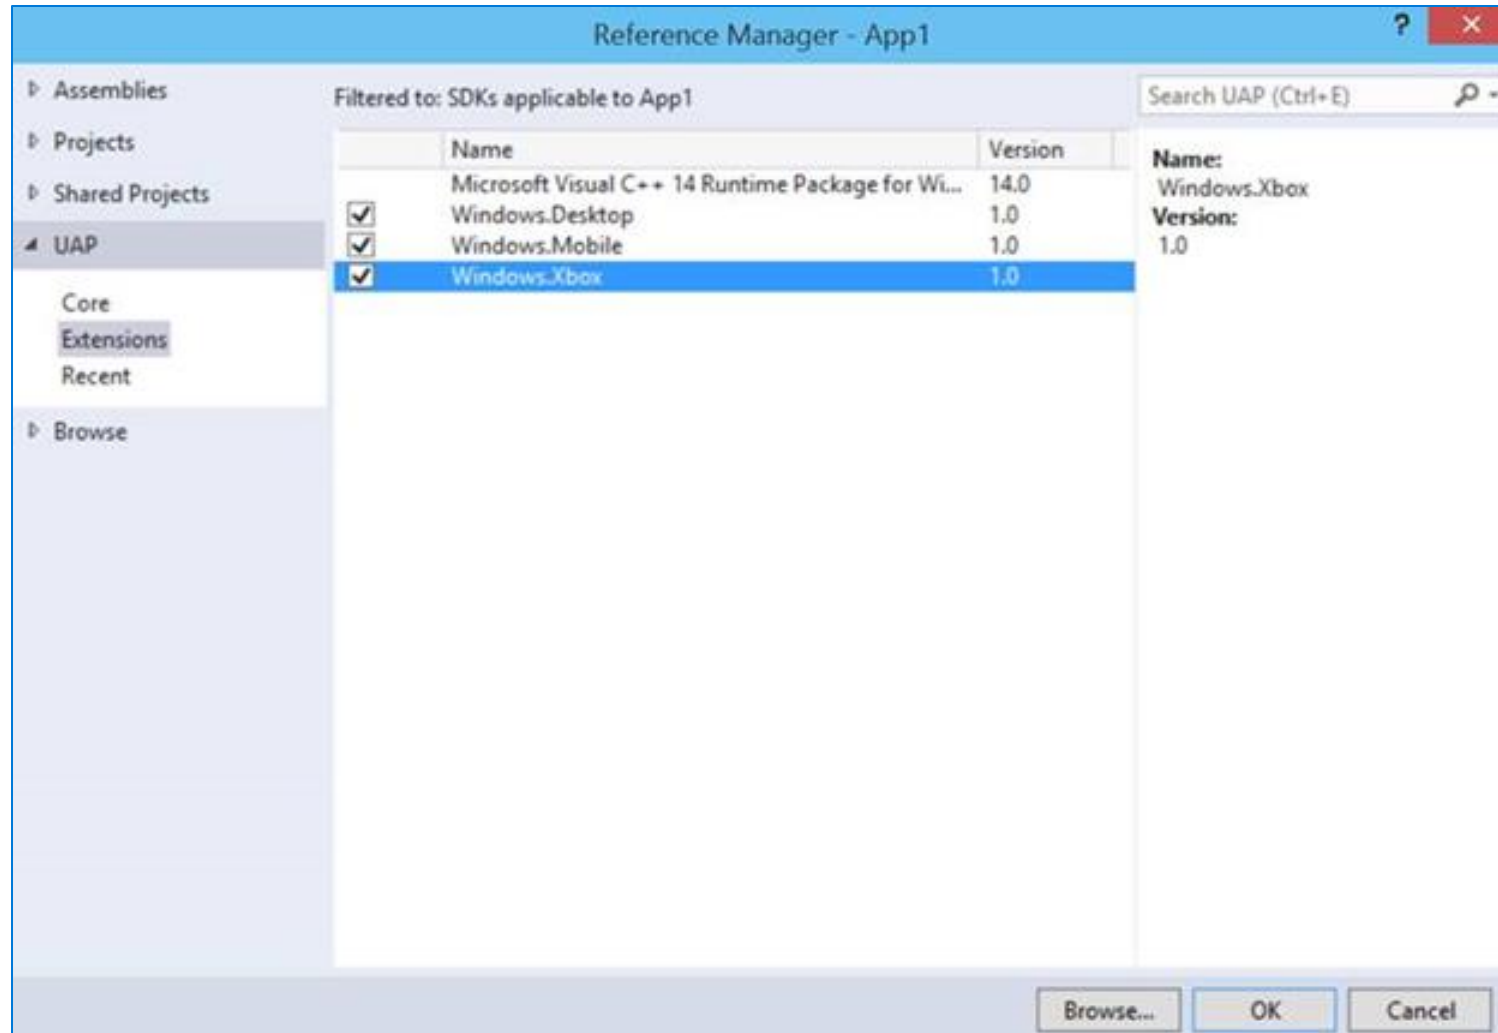 Reference Manager - App1
?
Assemblies
Projects
Shared Projects
UAP
Core
Extensions
Recent
Browse
Filtered to: SDKs applicable to App1
Name Version
Microsoft Visual C++ 14 Runtime Package for Wi... 14.0
Windows.Desktop 1.0
Windows.Mobile 1.0
Windows.Xbox 1.0
Search UAP (Ctrl+E)
Name:
Windows.Xbox
Version:
1.0
Browse... OK Cancel